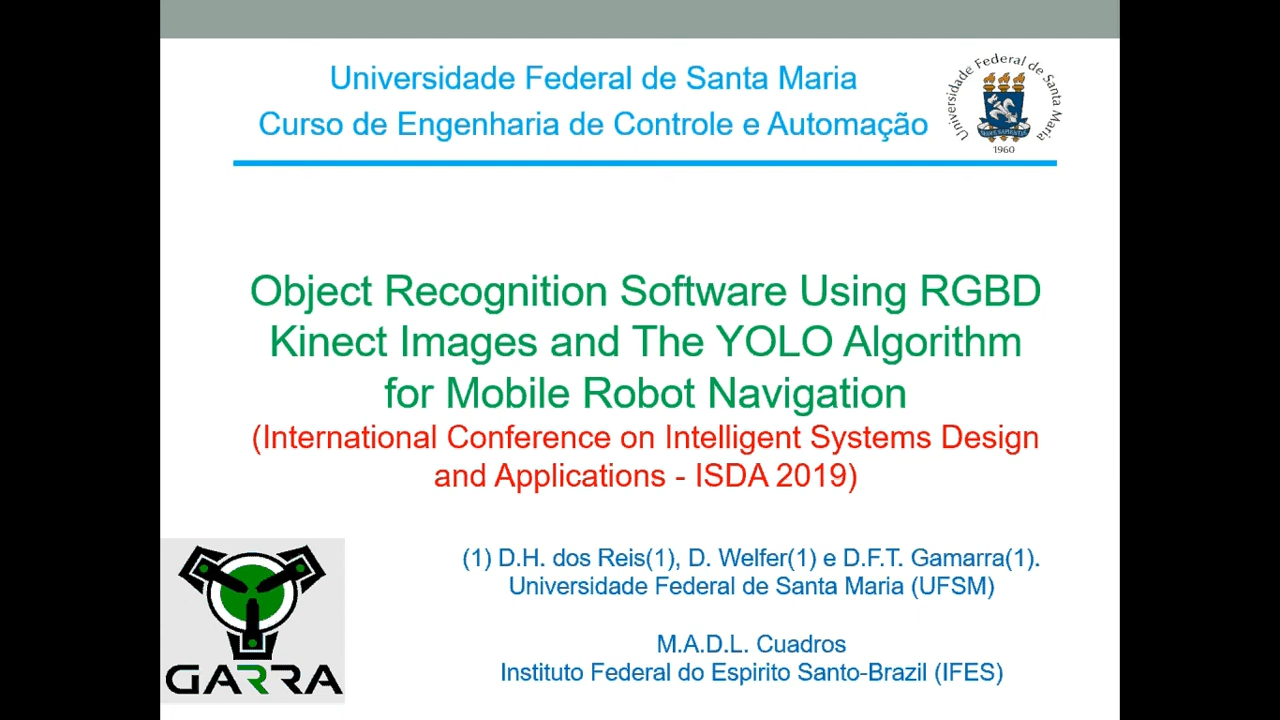 Universidade Federal de Santa Maria
Curso de Engenharia de Controle e Automação
Universidade Federal de Santa Maria
1960
Object Recognition Software Using RGBD
Kinect Images and The YOLO Algorithm
for Mobile Robot Navigation
(International Conference on Intelligent Systems Design
and Applications - ISDA 2019)
(1) D.H. dos Reis(1), D. Welfer(1) e D.F.T. Gamarra(1).
Universidade Federal de Santa Maria (UFSM)
M.A.D.L. Cuadros
Instituto Federal do Espirito Santo-Brazil (IFES)
GARRA